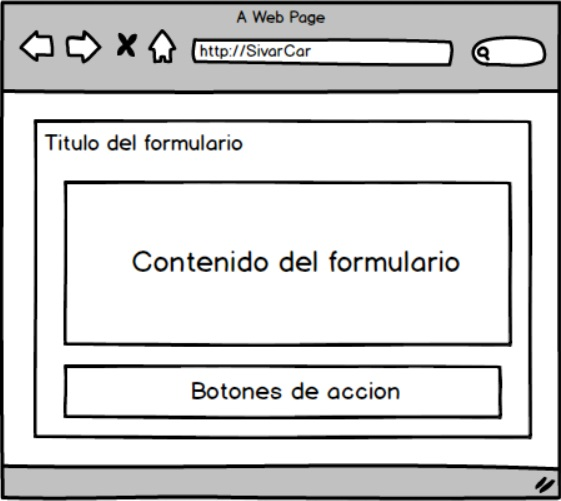 A Web Page
http://SivarCar
Titulo del formulario
Contenido del formulario
Botones de accion